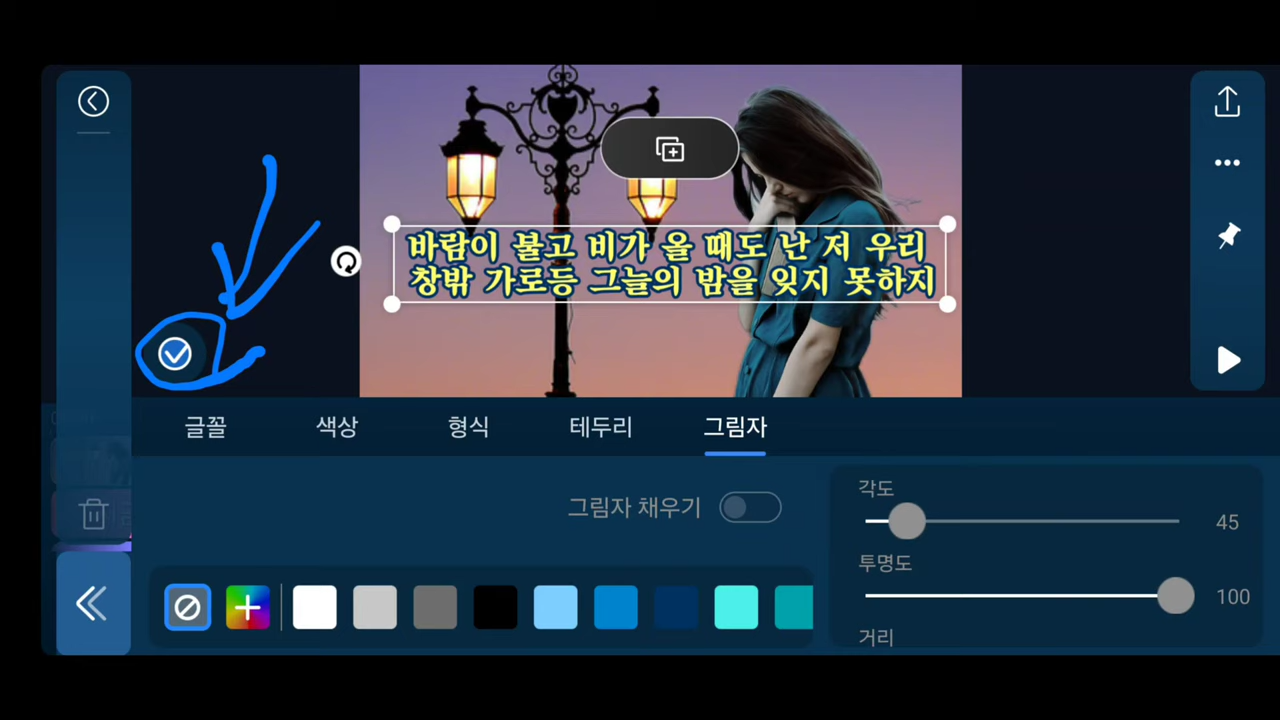 바람이 불고 비가 올 때도 난 저 우리
창밖 가로등 그늘의 밤을 잊지 못하지
글꼴 색상 형식 테두리 그림자
그림자 채우기
각도
45
투명도
100
거리